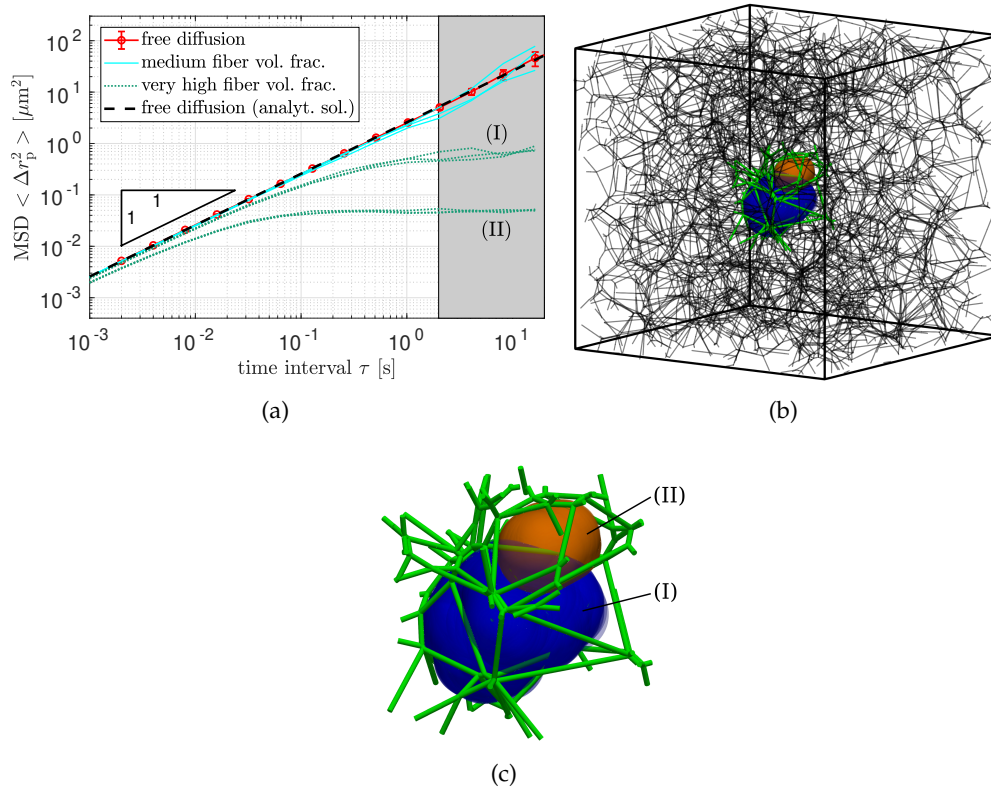 MSD < Δr_p^2 > [μm^2]
10^2
10^1
10^0
10^-1
10^-2
10^-3
free diffusion
medium fiber vol. frac.
very high fiber vol. frac.
free diffusion (analyt. sol.)
(I)
(II)
1
1
10^-3 10^-2 10^-1 10^0 10^1
time interval τ [s]
(a)
(b)
(II)
(I)
(c)